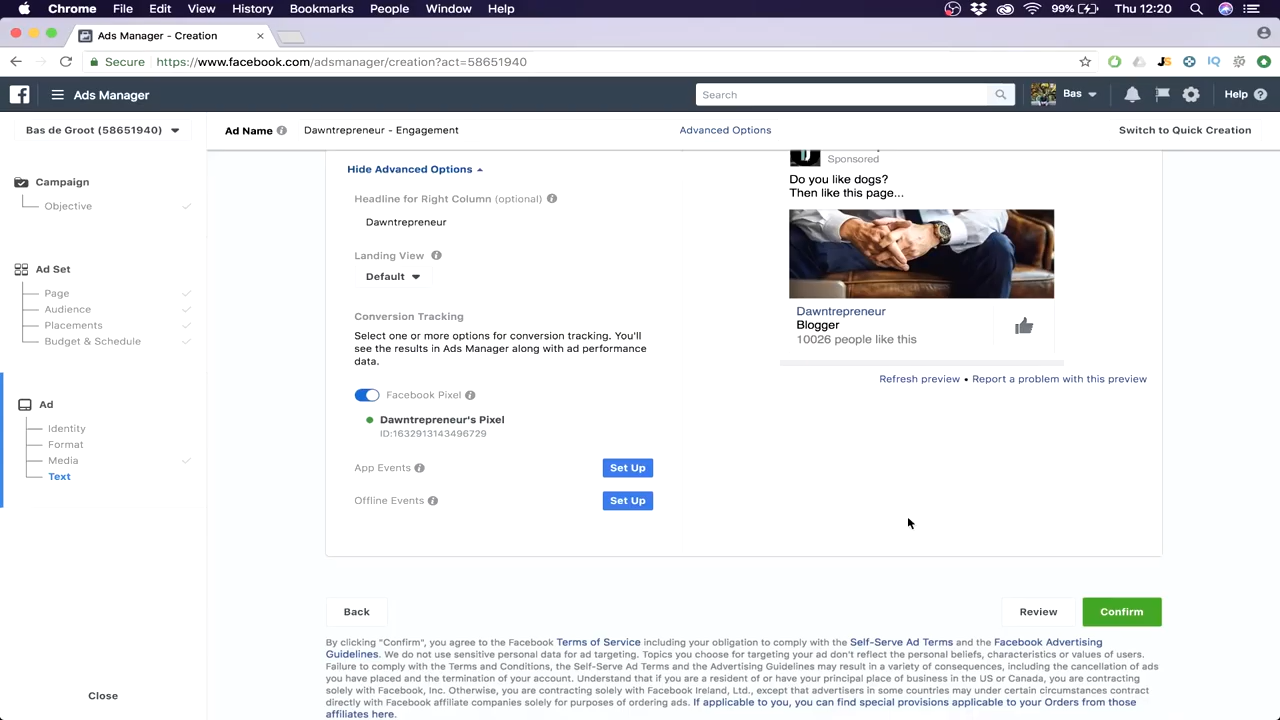 Chrome File Edit View History Bookmarks People Window Help 99% Thu 12:20
Ads Manager - Creation
Secure https://www.facebook.com/adsmanager/creation?act=58651940
Ads Manager Search Bas Help
Bas de Groot (58651940) Ad Name Dawntrepreneur - Engagement Advanced Options Switch to Quick Creation
Campaign
Objective
Ad Set
Page
Audience
Placements
Budget & Schedule
Ad
Identity
Format
Media
Text
Close
Hide Advanced Options
Headline for Right Column (optional)
Dawntrepreneur
Landing View
Default
Conversion Tracking
Select one or more options for conversion tracking. You'll
see the results in Ads Manager along with ad performance
data.
Facebook Pixel
Dawntrepreneur's Pixel
ID:1632913143496729
App Events Set Up
Offline Events Set Up
Sponsored
Do you like dogs?
Then like this page...
Dawntrepreneur
Blogger
10026 people like this
Refresh preview • Report a problem with this preview
Back Review Confirm
By clicking "Confirm", you agree to the Facebook Terms of Service including your obligation to comply with the Self-Serve Ad Terms and the Facebook Advertising
Guidelines. We do not use sensitive personal data for ad targeting. Topics you choose for targeting your ad don't reflect the personal beliefs, characteristics or values of users.
Failure to comply with the Terms and Conditions, the Self-Serve Ad Terms and the Advertising Guidelines may result in a variety of consequences, including the cancellation of ads
you have placed and the termination of your account. Understand that if you are a resident of or have your principal place of business in the US or Canada, you are contracting
solely with Facebook, Inc. Otherwise, you are contracting solely with Facebook Ireland, Ltd., except that advertisers in some countries may under certain circumstances contract
directly with Facebook affiliate companies solely for purposes of ordering ads. If applicable to you, you can find special provisions applicable to your Orders from those
affiliates here.